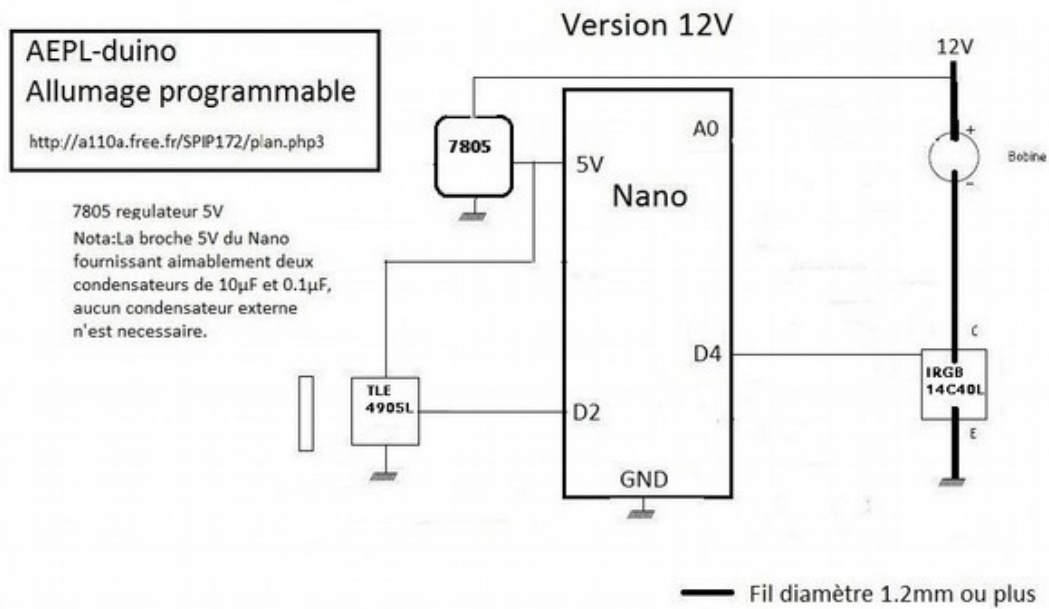 Version 12V
AEPL-duino
Allumage programmable
http://a110a.free.fr/SPIP172/plan.php3
12V
7805
A0
+
Bobine
-
5V
Nano
7805 regulateur 5V
Nota:La broche 5V du Nano
fournissant aimablement deux
condensateurs de 10µF et 0.1µF,
aucun condensateur externe
n'est necessaire.
C
D4
IRGB
14C40L
TLE
4905L
D2
E
GND
Fil diamètre 1.2mm ou plus